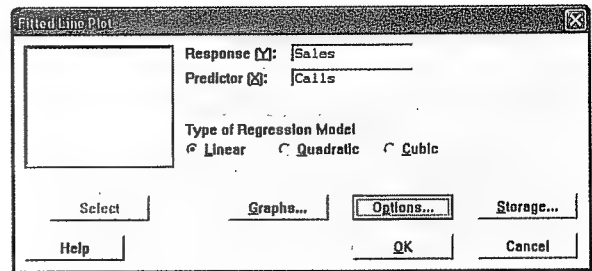 Fitted Line Plot
Response (Y): Sales
Predictor (X): Calls
Type of Regression Model
Linear Quadratic Cubic
Select Graphs... Options... Storage...
Help OK Cancel